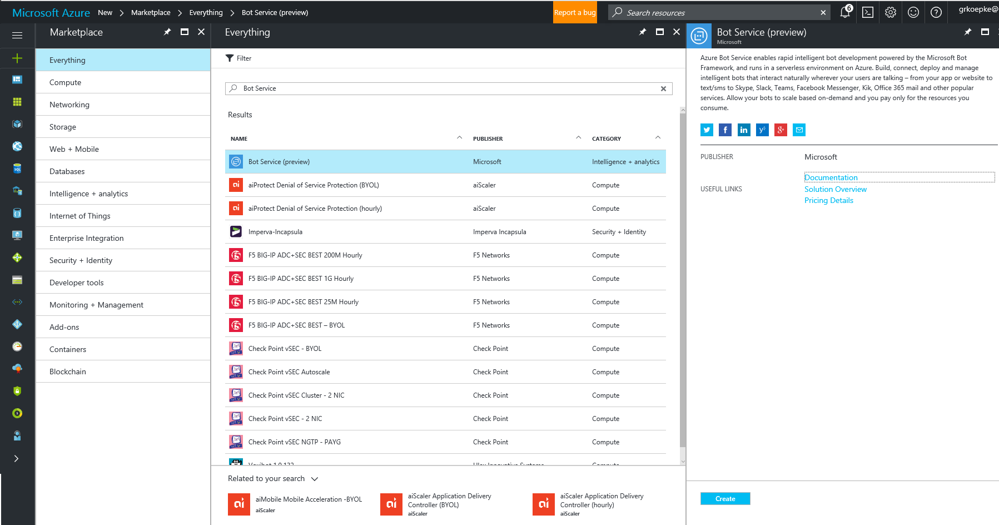 Microsoft Azure New > Marketplace > Everything > Bot Service (preview)
Report a bug
Search resources
6
grkoepke@
Marketplace
Everything
Compute
Networking
Storage
Web + Mobile
Databases
Intelligence + analytics
Internet of Things
Enterprise Integration
Security + Identity
Developer tools
Monitoring + Management
Add-ons
Containers
Blockchain
Everything
Filter
Bot Service
Results
NAME PUBLISHER CATEGORY
Bot Service (preview) Microsoft Intelligence + analytics
aiProtect Denial of Service Protection (BYOL) aiScaler Compute
aiProtect Denial of Service Protection (hourly) aiScaler Compute
Imperva-Incapsula Imperva Incapsula Security + Identity
F5 BIG-IP ADC+SEC BEST 200M Hourly F5 Networks Compute
F5 BIG-IP ADC+SEC BEST 1G Hourly F5 Networks Compute
F5 BIG-IP ADC+SEC BEST 25M Hourly F5 Networks Compute
F5 BIG-IP ADC+SEC BEST – BYOL F5 Networks Compute
Check Point vSEC - BYOL Check Point Compute
Check Point vSEC Autoscale Check Point Compute
Check Point vSEC Cluster - 2 NIC Check Point Compute
Check Point vSEC - 2 NIC Check Point Compute
Check Point vSEC NGTP - PAYG Check Point Compute
Compute
Related to your search
aiMobile Mobile Acceleration -BYOL
aiScaler
aiScaler Application Delivery
Controller (BYOL)
aiScaler
aiScaler Application Delivery
Controller (hourly)
aiScaler
Bot Service (preview)
Microsoft
Azure Bot Service enables rapid intelligent bot development powered by the Microsoft Bot
Framework, and runs in a serverless environment on Azure. Build, connect, deploy and manage
intelligent bots that interact naturally wherever your users are talking – from your app or website to
text/sms to Skype, Slack, Teams, Facebook Messenger, Kik, Office 365 mail and other popular
services. Allow your bots to scale based on-demand and you pay only for the resources you
consume.
PUBLISHER Microsoft
USEFUL LINKS
Documentation
Solution Overview
Pricing Details
Create